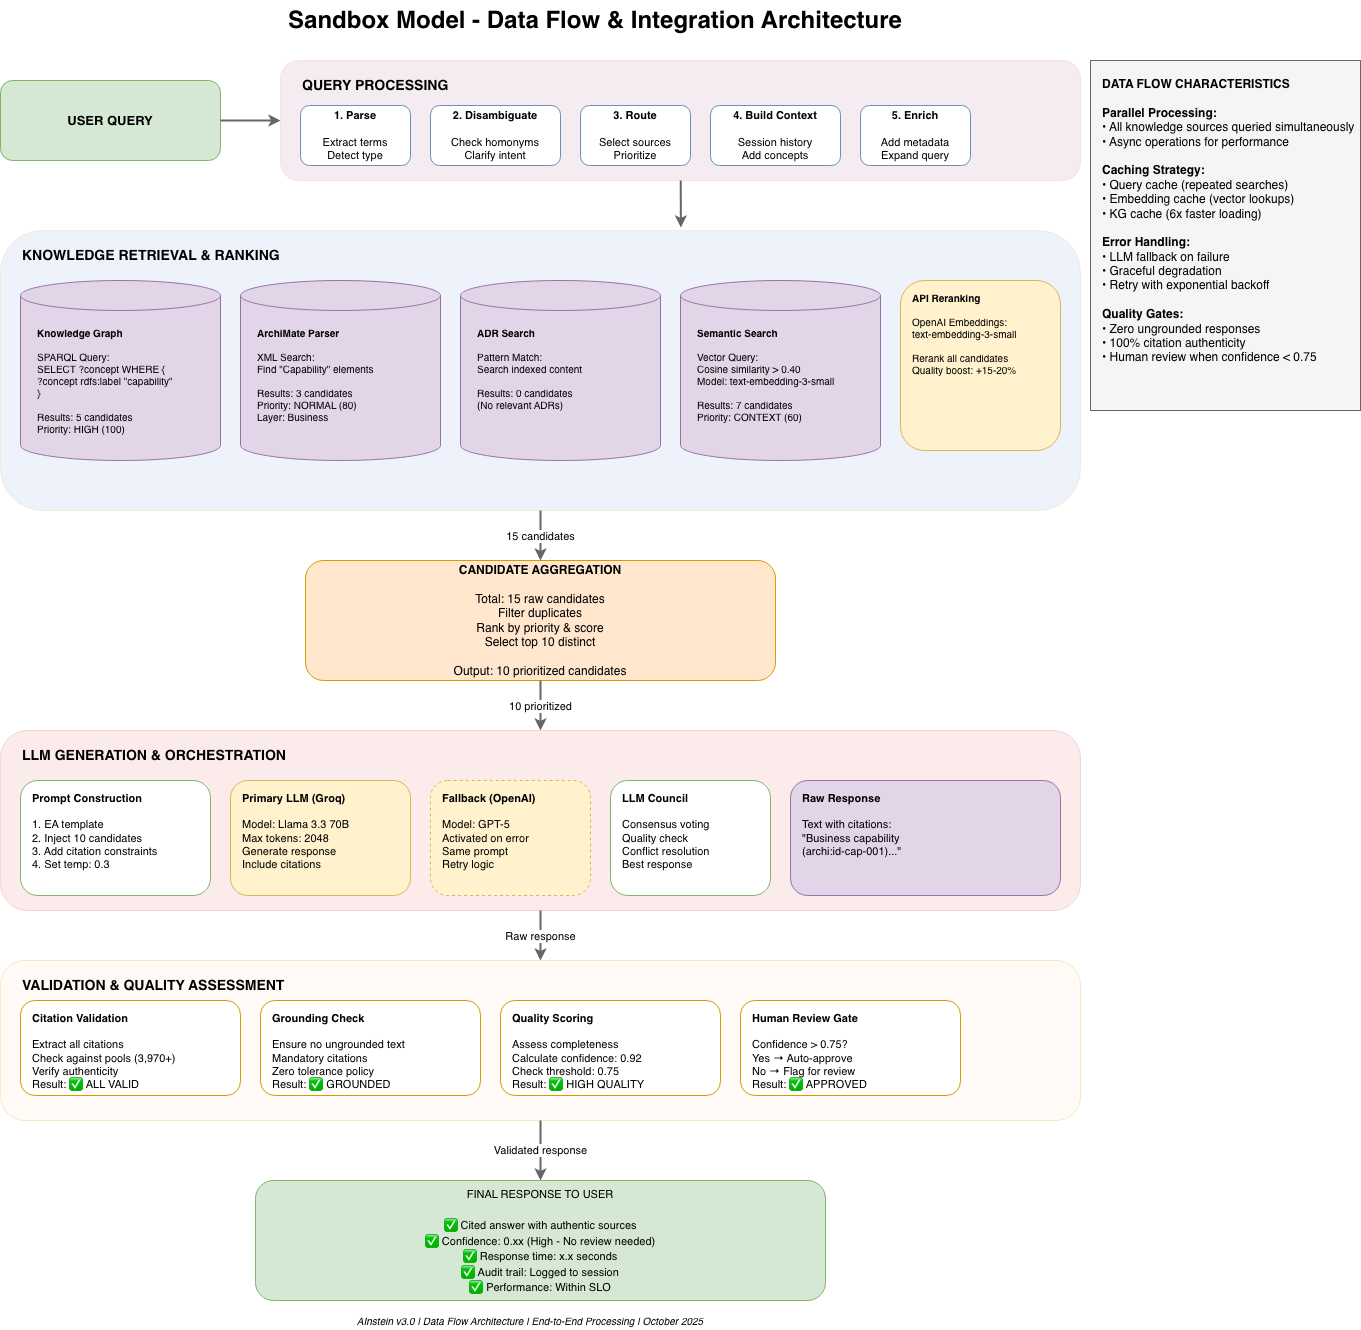 Sandbox Model - Data Flow & Integration Architecture
USER QUERY
QUERY PROCESSING
1. Parse
Extract terms
Detect type
2. Disambiguate
Check homonyms
Clarify intent
3. Route
Select sources
Prioritize
4. Build Context
Session history
Add concepts
5. Enrich
Add metadata
Expand query
DATA FLOW CHARACTERISTICS
Parallel Processing:
• All knowledge sources queried simultaneously
• Async operations for performance
Caching Strategy:
• Query cache (repeated searches)
• Embedding cache (vector lookups)
• KG cache (6x faster loading)
Error Handling:
• LLM fallback on failure
• Graceful degradation
• Retry with exponential backoff
Quality Gates:
• Zero ungrounded responses
• 100% citation authenticity
• Human review when confidence < 0.75
KNOWLEDGE RETRIEVAL & RANKING
Knowledge Graph
SPARQL Query:
SELECT ?concept WHERE {
?concept rdfs:label "capability"
}
Results: 5 candidates
Priority: HIGH (100)
ArchiMate Parser
XML Search:
Find "Capability" elements
Results: 3 candidates
Priority: NORMAL (80)
Layer: Business
ADR Search
Pattern Match:
Search indexed content
Results: 0 candidates
(No relevant ADRs)
Semantic Search
Vector Query:
Cosine similarity > 0.40
Model: text-embedding-3-small
Results: 7 candidates
Priority: CONTEXT (60)
API Reranking
OpenAI Embeddings:
text-embedding-3-small
Rerank all candidates
Quality boost: +15-20%
15 candidates
CANDIDATE AGGREGATION
Total: 15 raw candidates
Filter duplicates
Rank by priority & score
Select top 10 distinct
Output: 10 prioritized candidates
10 prioritized
LLM GENERATION & ORCHESTRATION
Prompt Construction
1. EA template
2. Inject 10 candidates
3. Add citation constraints
4. Set temp: 0.3
Primary LLM (Groq)
Model: Llama 3.3 70B
Max tokens: 2048
Generate response
Include citations
Fallback (OpenAI)
Model: GPT-5
Activated on error
Same prompt
Retry logic
LLM Council
Consensus voting
Quality check
Conflict resolution
Best response
Raw Response
Text with citations:
"Business capability
(archi:id-cap-001)..."
Raw response
VALIDATION & QUALITY ASSESSMENT
Citation Validation
Extract all citations
Check against pools (3,970+)
Verify authenticity
Result: ✅ ALL VALID
Grounding Check
Ensure no ungrounded text
Mandatory citations
Zero tolerance policy
Result: ✅ GROUNDED
Quality Scoring
Assess completeness
Calculate confidence: 0.92
Check threshold: 0.75
Result: ✅ HIGH QUALITY
Human Review Gate
Confidence > 0.75?
Yes → Auto-approve
No → Flag for review
Result: ✅ APPROVED
Validated response
FINAL RESPONSE TO USER
✅ Cited answer with authentic sources
✅ Confidence: 0.xx (High - No review needed)
✅ Response time: x.x seconds
✅ Audit trail: Logged to session
✅ Performance: Within SLO
AInstein v3.0 | Data Flow Architecture | End-to-End Processing | October 2025